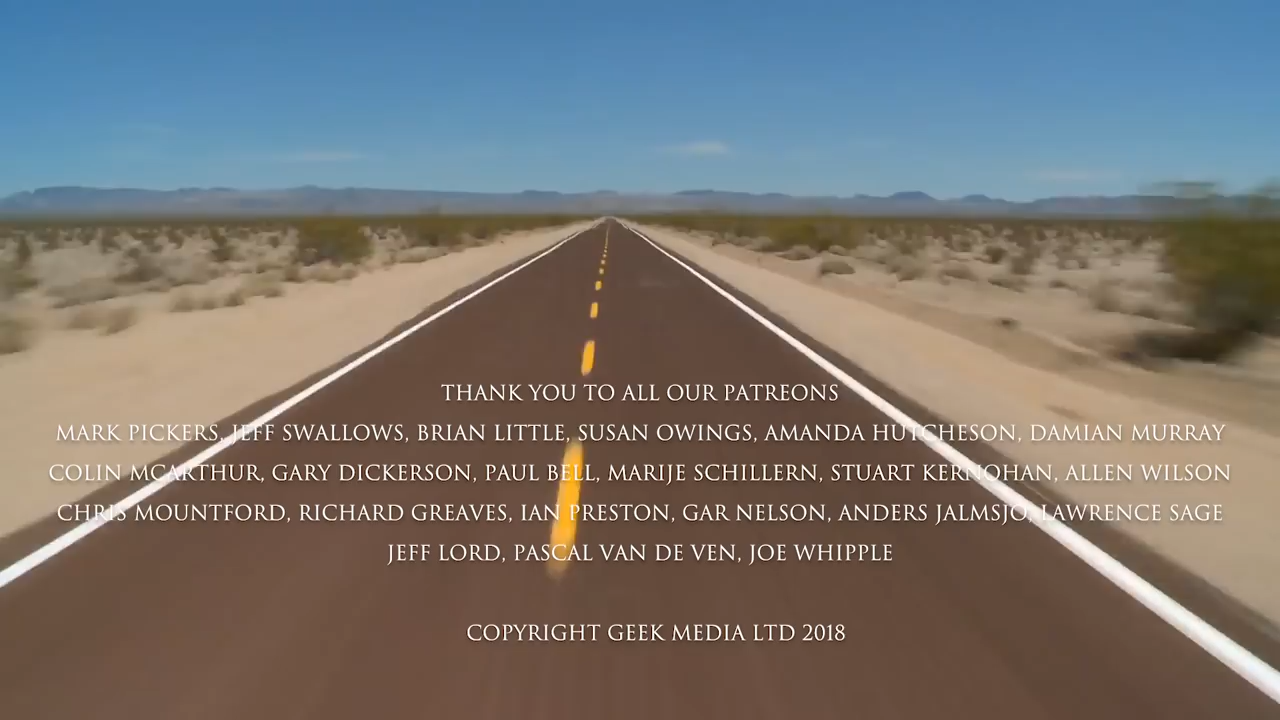 THANK YOU TO ALL OUR PATREONS
MARK PICKERS, JEFF SWALLOWS, BRIAN LITTLE, SUSAN OWINGS, AMANDA HUTCHESON, DAMIAN MURRAY
COLIN MCARTHUR, GARY DICKERSON, PAUL BELL, MARIJE SCHILLERN, STUART KERNOHAN, ALLEN WILSON
CHRIS MOUNTFORD, RICHARD GREAVES, IAN PRESTON, GAR NELSON, ANDERS JALMSJO, LAWRENCE SAGE
JEFF LORD, PASCAL VAN DE VEN, JOE WHIPPLE
COPYRIGHT GEEK MEDIA LTD 2018